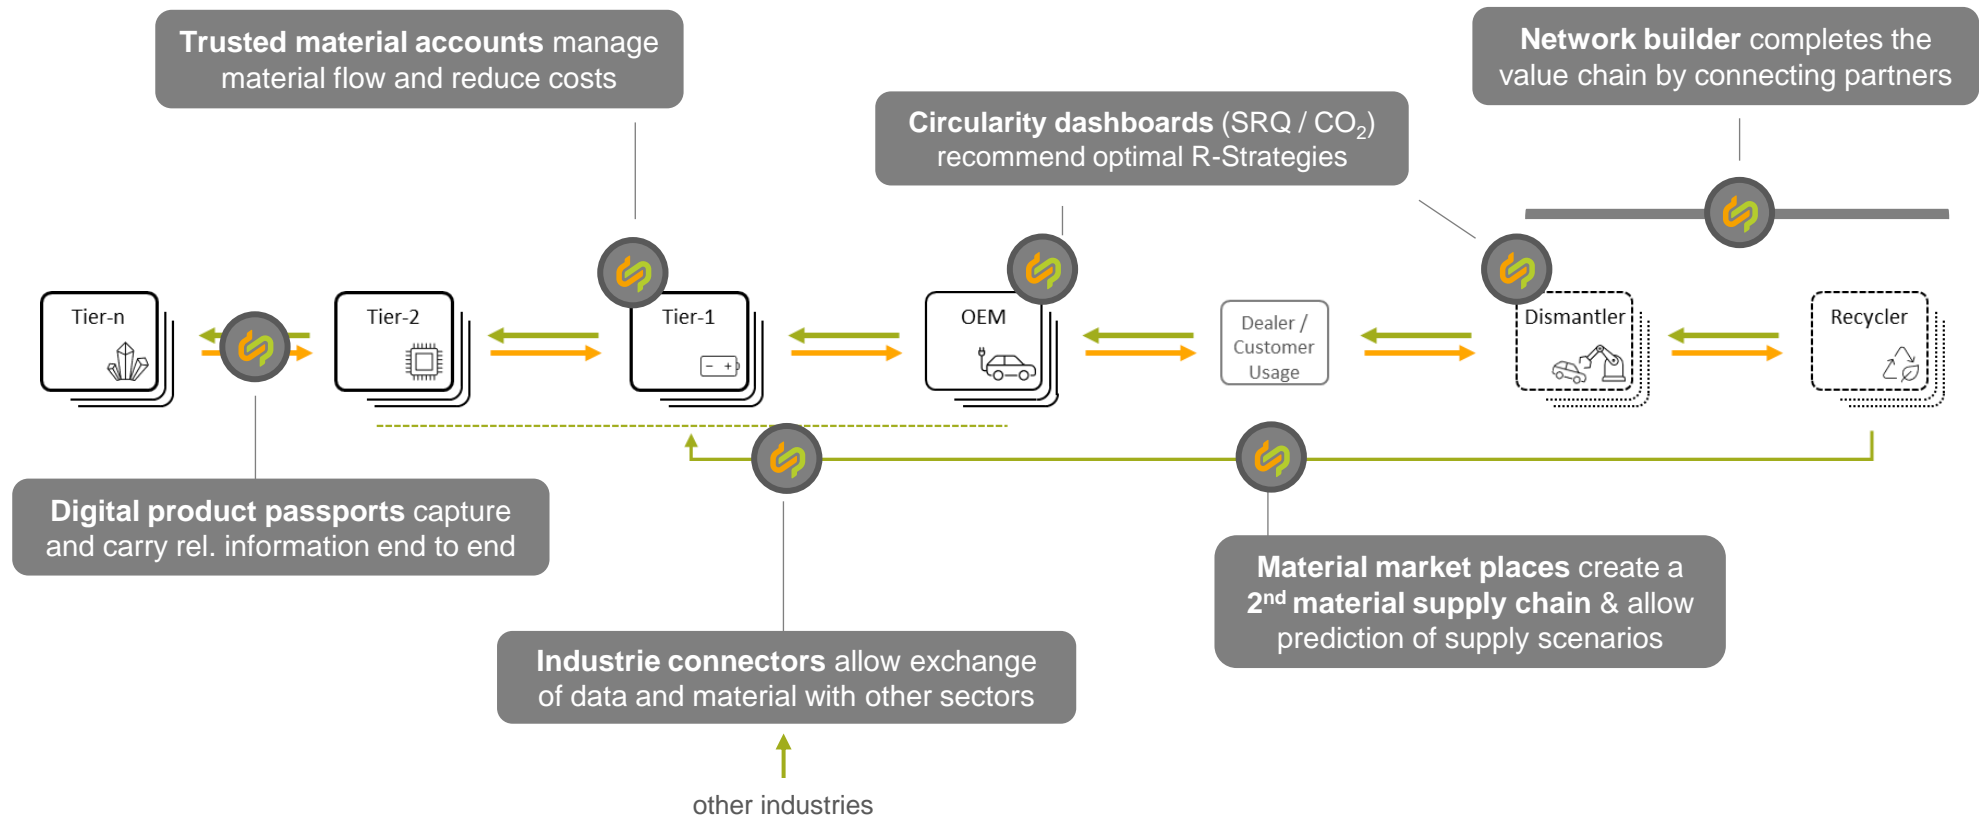 Trusted material accounts manage
material flow and reduce costs
Network builder completes the
value chain by connecting partners
Circularity dashboards (SRQ / CO₂)
recommend optimal R-Strategies
Tier-n
Tier-2
Tier-1
− +
OEM
Dealer /
Customer
Usage
Dismantler
Recycler
Digital product passports capture
and carry rel. information end to end
Industrie connectors allow exchange
of data and material with other sectors
Material market places create a
2nd material supply chain & allow
prediction of supply scenarios
other industries